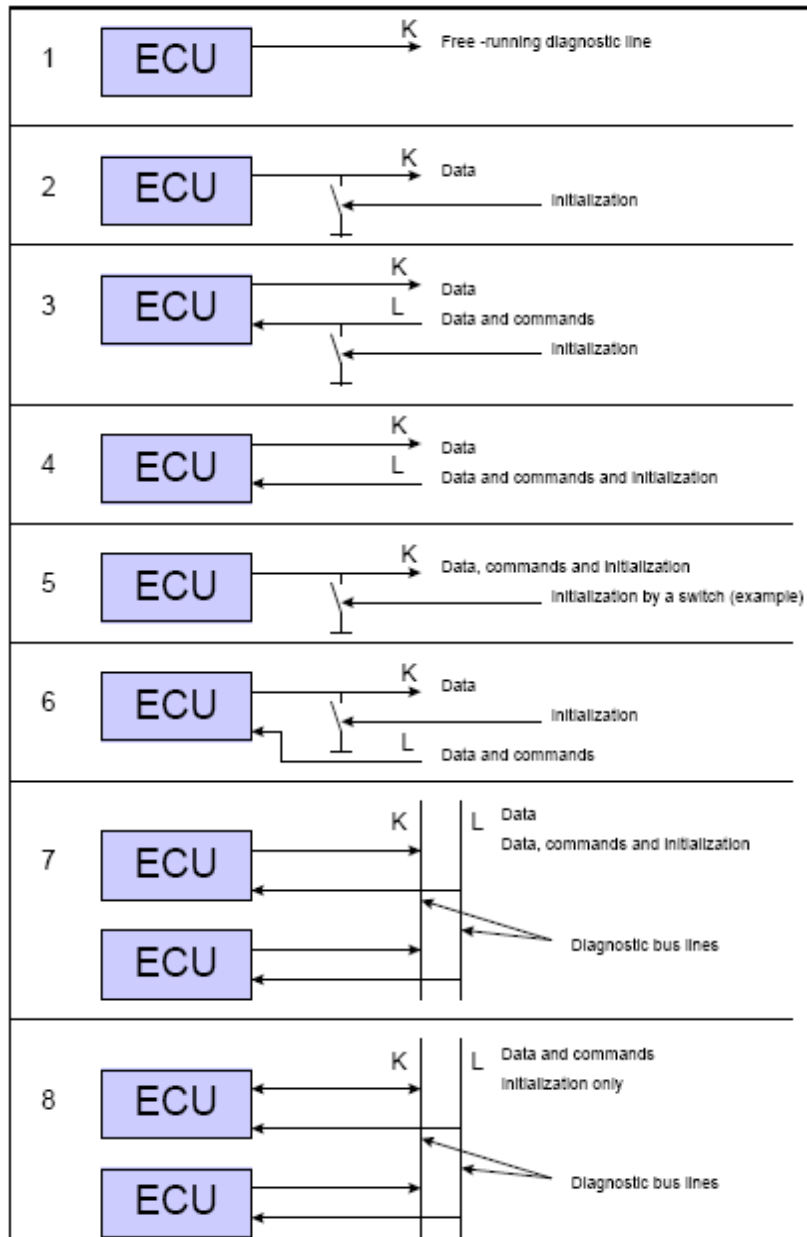 K Free -running diagnostic line
1 ECU
K
2 ECU Data
Initialization
K
3 ECU Data
L Data and commands
Initialization
K
4 ECU Data
L Data and commands and Initialization
K Data, commands and Initialization
5 ECU Initialization by a switch (example)
K
6 ECU Data
Initialization
L Data and commands
K L Data
7 ECU Data, commands and Initialization
ECU Diagnostic bus lines
K L Data and commands
8 ECU Initialization only
ECU Diagnostic bus lines